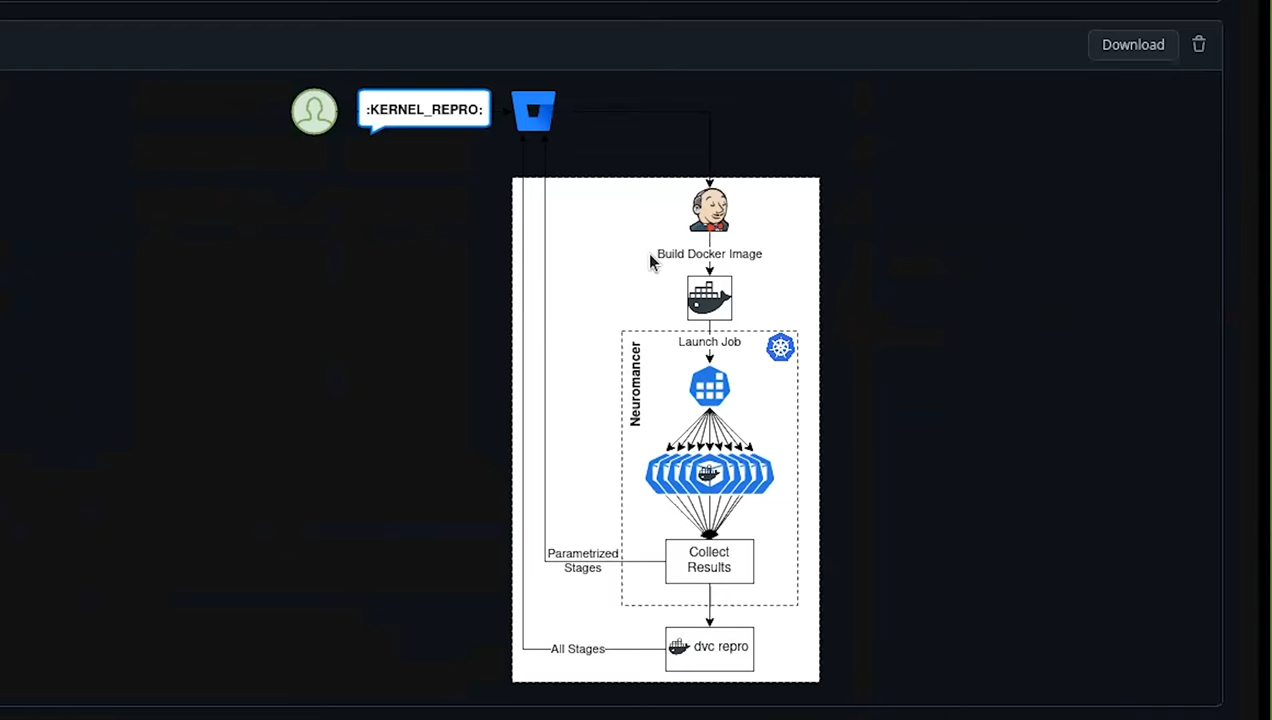 Download
:KERNEL_REPRO:
Build Docker Image
Launch Job
Neuromancer
Parametrized
Stages
Collect
Results
All Stages
dvc repro